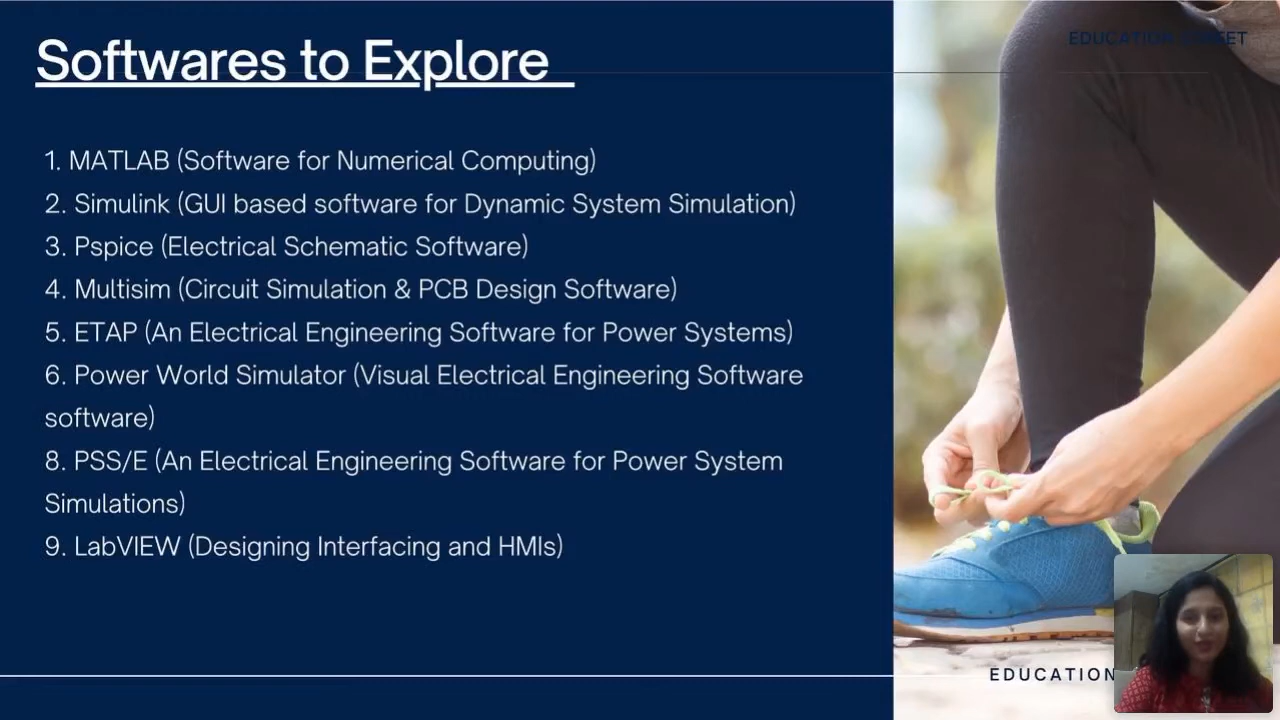 Softwares to Explore
EDUCATION STREET
1. MATLAB (Software for Numerical Computing)
2. Simulink (GUI based software for Dynamic System Simulation)
3. Pspice (Electrical Schematic Software)
4. Multisim (Circuit Simulation & PCB Design Software)
5. ETAP (An Electrical Engineering Software for Power Systems)
6. Power World Simulator (Visual Electrical Engineering Software
software)
8. PSS/E (An Electrical Engineering Software for Power System
Simulations)
9. LabVIEW (Designing Interfacing and HMIs)
EDUCATION